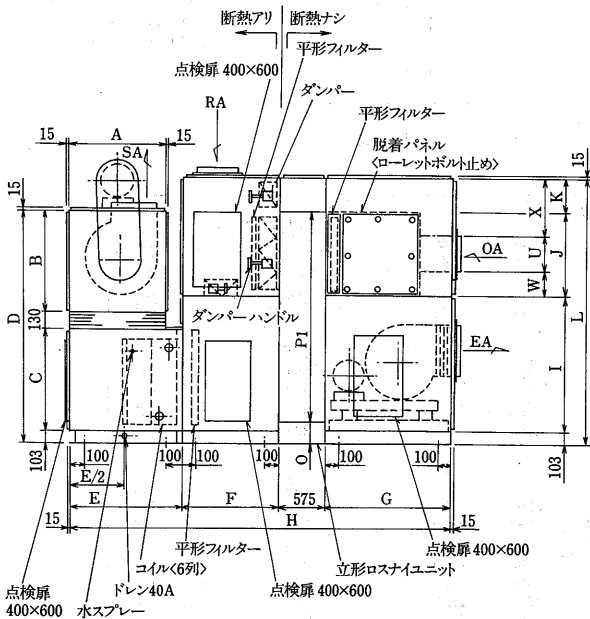 断熱アリ 断熱ナシ
平形フィルター
点検扉 400×600
ダンパー
RA
平形フィルター
15 A 15
脱着パネル
〈ローレットボルト止め〉
SA
15
15
K
X
J
U
W
OA
B
D
130
C
L
ダンパーハンドル
P1
EA
I
103
100 100 100 100 100
O
103
E/2
E F 575 G
H
15 15
平形フィルター
点検扉 400×600
コイル〈6列〉
立形ロスナイユニット
点検扉
400×600
ドレン40A
点検扉 400×600
水スプレー